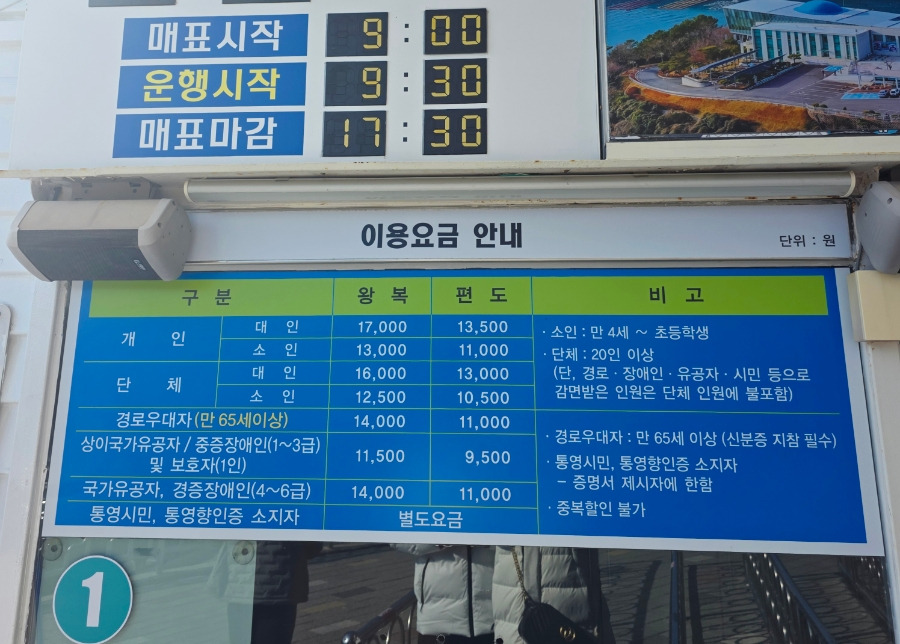 매표시작 9:00
운행시작 9:30
매표마감 17:30
이용요금 안내
단위 : 원
구 분 왕 복 편 도 비 고
개 인 대 인 17,000 13,500
소 인 13,000 11,000
단 체 대 인 16,000 13,000
소 인 12,500 10,500
경로우대자(만 65세이상) 14,000 11,000
상이국가유공자 / 중증장애인(1~3급)
및 보호자(1인) 11,500 9,500
국가유공자, 경증장애인(4~6급) 14,000 11,000
통영시민, 통영향인증 소지자 별도요금
· 소인 : 만 4세 ~ 초등학생
· 단체 : 20인 이상
(단, 경로 · 장애인 · 유공자 · 시민 등으로
감면받은 인원은 단체 인원에 불포함)
· 경로우대자 : 만 65세 이상 (신분증 지참 필수)
· 통영시민, 통영향인증 소지자
- 증명서 제시자에 한함
· 중복할인 불가
1